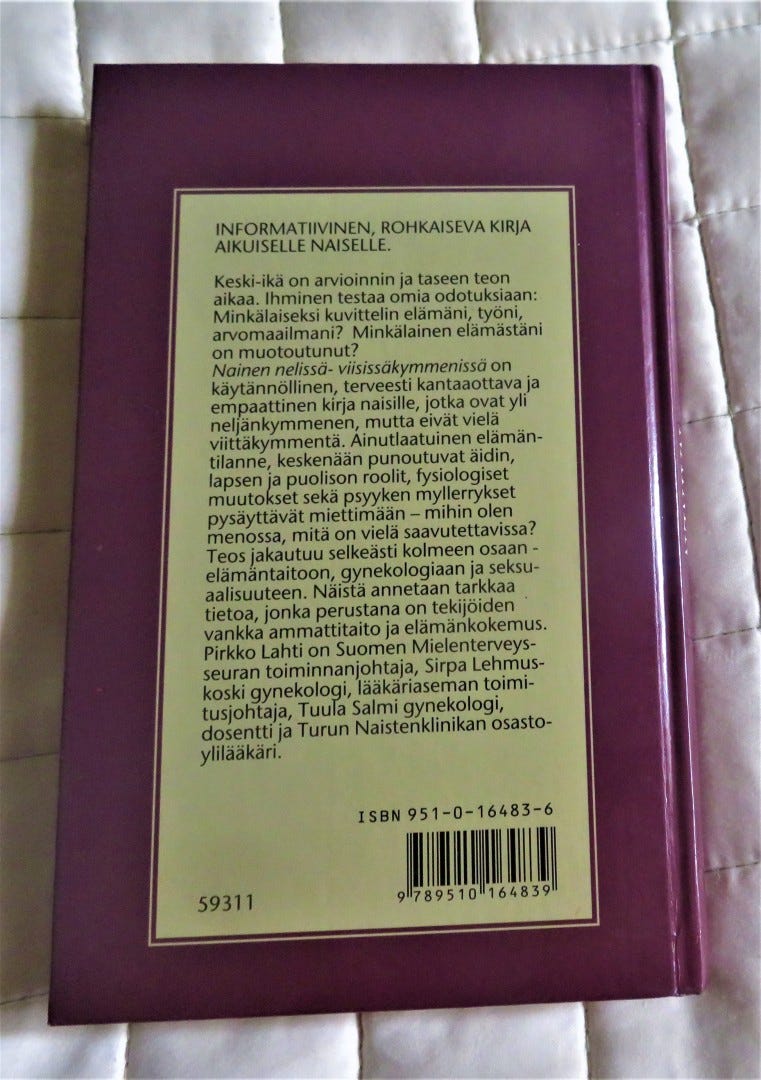 INFORMATIIVINEN, ROHKAISEVA KIRJA
AIKUISELLE NAISELLE.
Keski-ikä on arvioinnin ja taseen teon
aikaa. Ihminen testaa omia odotuksiaan:
Minkälaiseksi kuvittelin elämäni, työni,
arvomaailmani? Minkälainen elämästäni
on muotoutunut?
Nainen nelissä- viisissäkymmenissä on
käytännöllinen, terveesti kantaaottava ja
empaattinen kirja naisille, jotka ovat yli
neljänkymmenen, mutta eivät vielä
viittäkymmentä. Ainutlaatuinen elämän-
tilanne, keskenään punoutuvat äidin,
lapsen ja puolison roolit, fysiologiset
muutokset sekä psyyken myllerrykset
pysäyttävät miettimään – mihin olen
menossa, mitä on vielä saavutettavissa?
Teos jakautuu selkeästi kolmeen osaan -
elämäntaitoon, gynekologiaan ja seksu-
aalisuuteen. Näistä annetaan tarkkaa
tietoa, jonka perustana on tekijöiden
vankka ammattitaito ja elämänkokemus.
Pirkko Lahti on Suomen Mielenterveys-
seuran toiminnanjohtaja, Sirpa Lehmus-
koski gynekologi, lääkäriaseman toimi-
tusjohtaja, Tuula Salmi gynekologi,
dosentti ja Turun Naistenklinikan osasto-
ylilääkäri.
ISBN 951-0-16483-6
9 789510 164839
59311